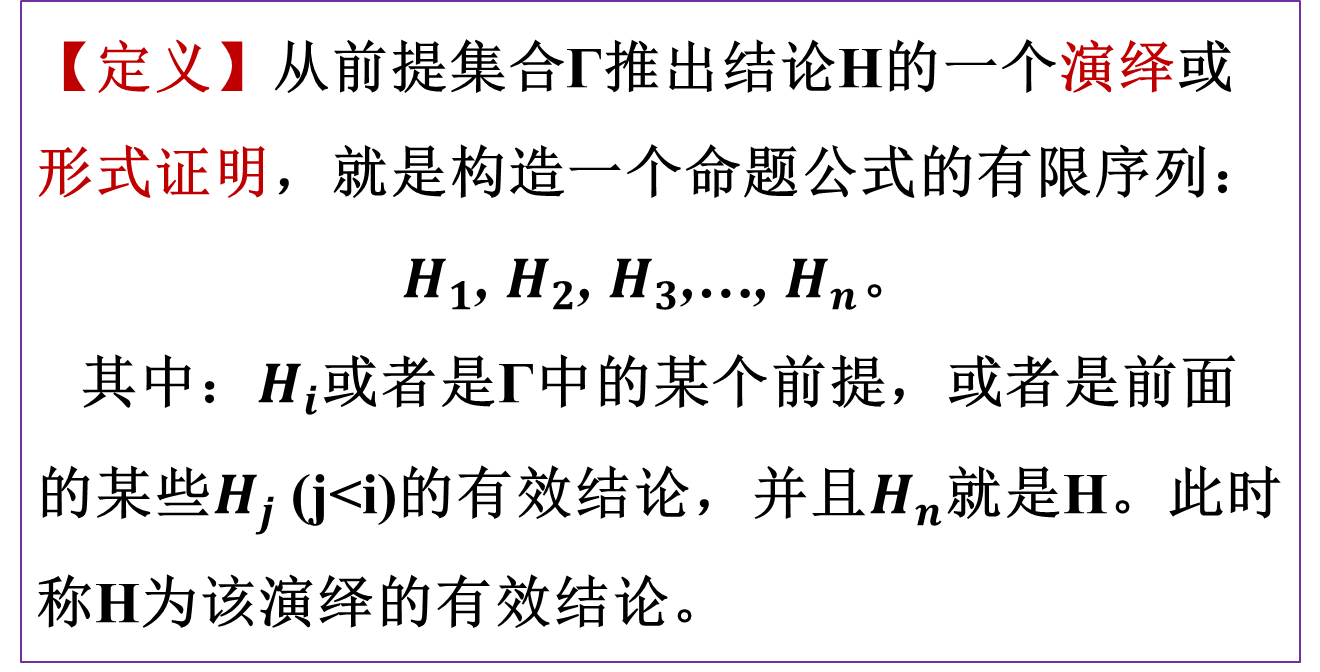 【定义】从前提集合Γ推出结论H的一个演绎或
形式证明，就是构造一个命题公式的有限序列：
H₁, H₂, H₃,…, Hₙ。
其中：Hᵢ或者是Γ中的某个前提，或者是前面
的某些Hⱼ (j<i)的有效结论，并且Hₙ就是H。此时
称H为该演绎的有效结论。